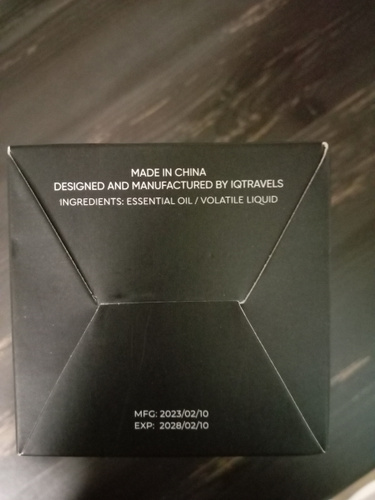 MADE IN CHINA
DESIGNED AND MANUFACTURED BY IQTRAVELS
INGREDIENTS: ESSENTIAL OIL / VOLATILE LIQUID
MFG: 2023/02/10
EXP: 2028/02/10